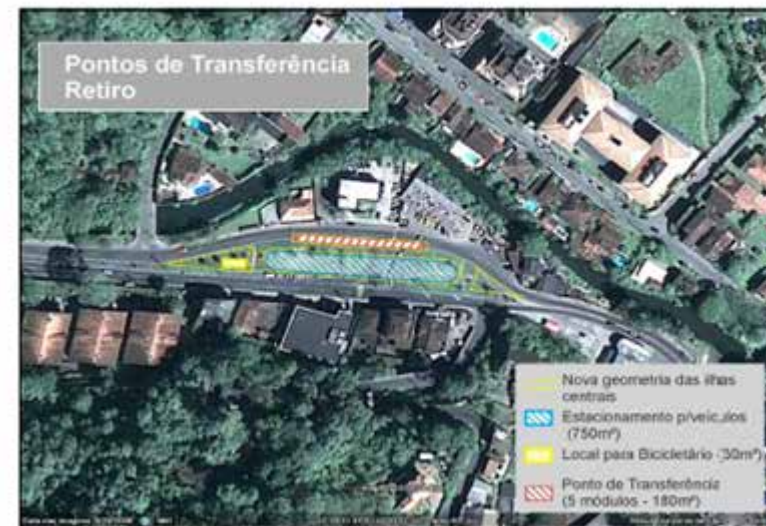 Pontos de Transferência
Retiro
Nova geometria das ilhas
centrais
Estacionamento p/veículos
(750m²)
Local para Bicicletário (30m²)
Ponto de Transferência
(5 módulos - 180m²)